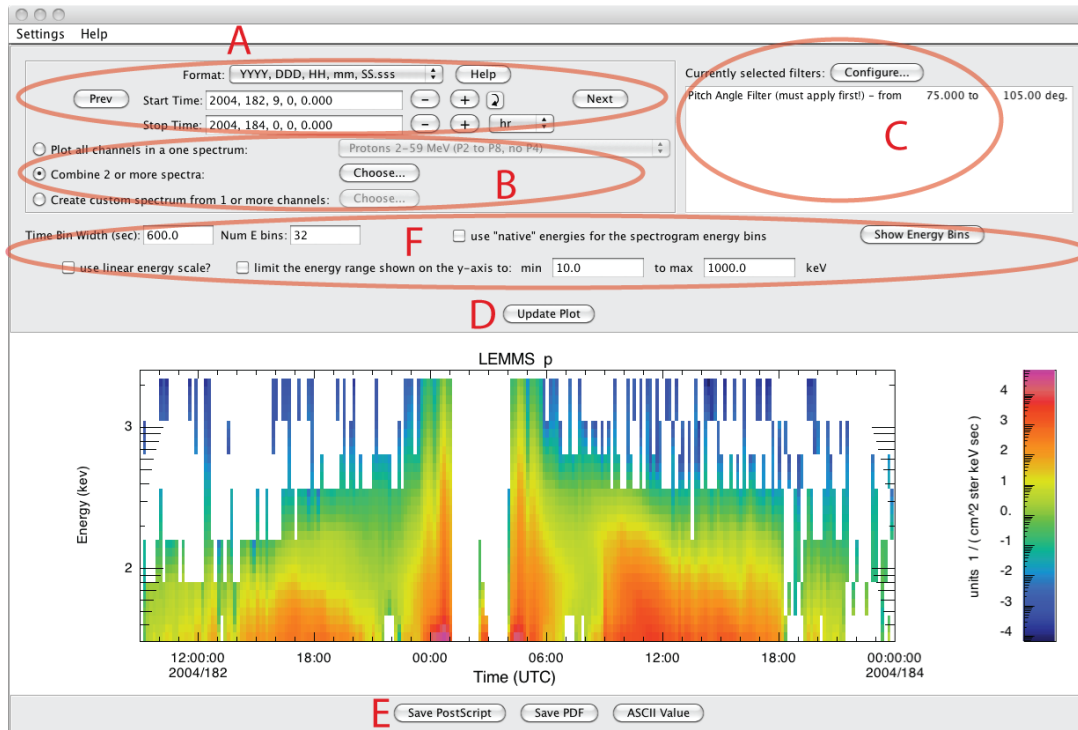 Settings Help
A
Format: YYYY, DDD, HH, mm, SS.sss Help
Prev Start Time: 2004, 182, 9, 0, 0.000 - + Next
Stop Time: 2004, 184, 0, 0, 0.000 - + hr
Plot all channels in a one spectrum: Protons 2-59 MeV (P2 to P8, no P4)
Combine 2 or more spectra: Choose...
B
Create custom spectrum from 1 or more channels: Choose...
Currently selected filters: Configure...
Pitch Angle Filter (must apply first!) - from 75.000 to 105.00 deg.
C
Time Bin Width (sec): 600.0 Num E bins: 32 F use "native" energies for the spectrogram energy bins Show Energy Bins
use linear energy scale? limit the energy range shown on the y-axis to: min 10.0 to max 1000.0 keV
D Update Plot
LEMMS p
Energy (kev)
3
2
12:00:00 18:00 00:00 06:00 12:00 18:00 00:00:00
2004/182 2004/184
Time (UTC)
4
3
2
1
0.
-1
-2
-3
-4
units 1 / ( cm^2 ster keV sec )
E Save PostScript Save PDF ASCII Value